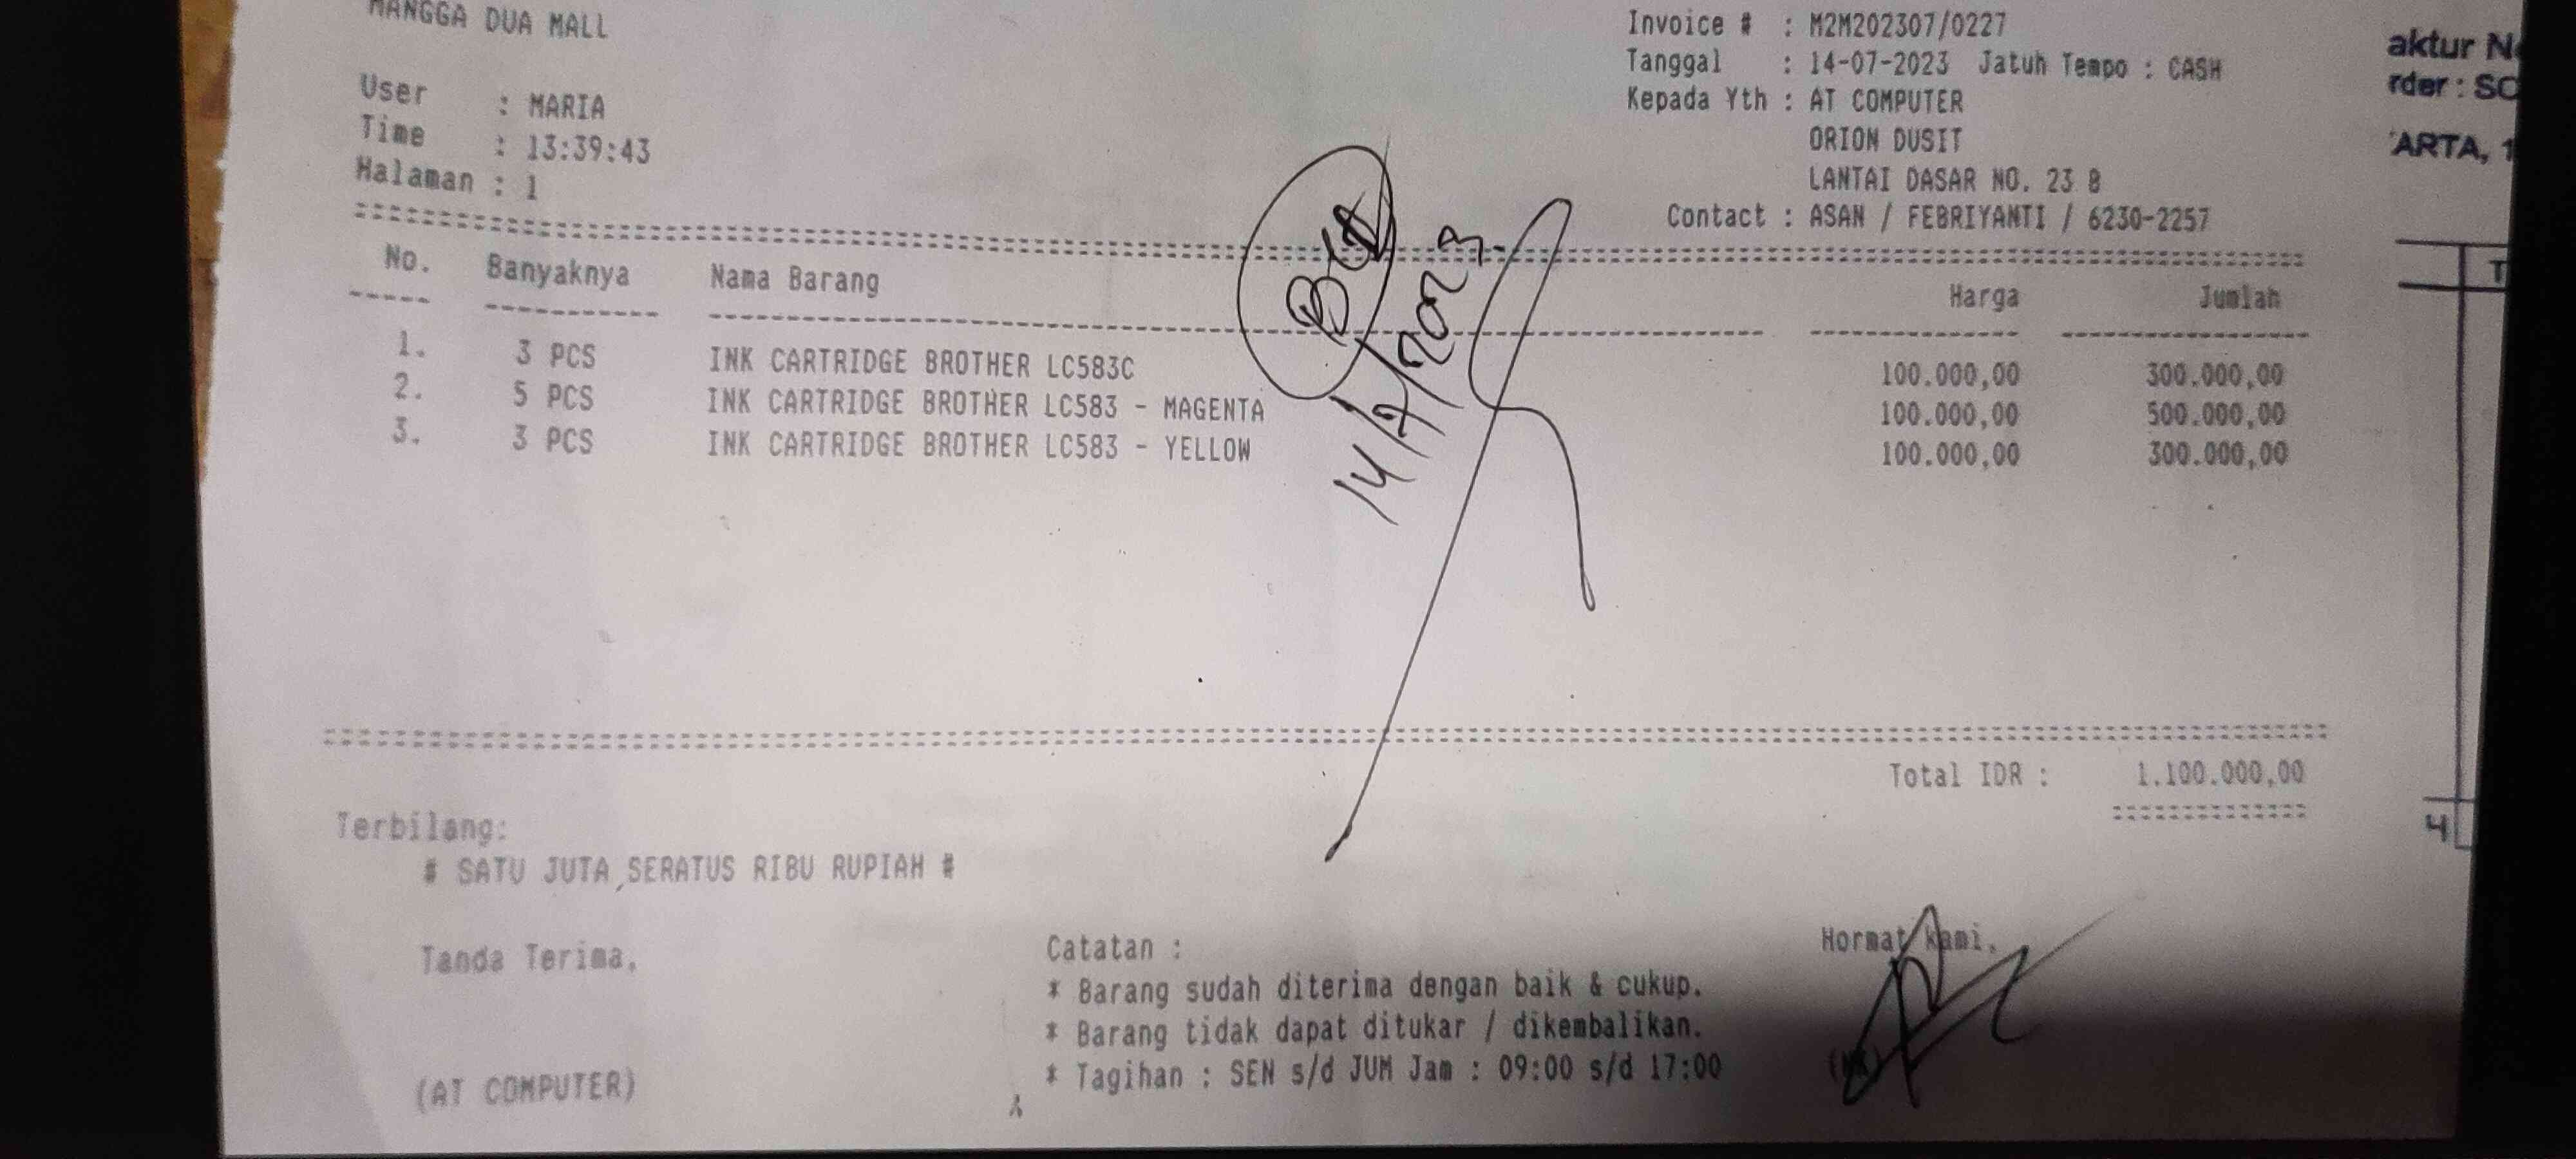 MANGGA DUA MALL
User : MARIA
Time : 13:39:43
Halaman : 1
Invoice # : M2M202307/0227
Tanggal : 14-07-2023 Jatuh Tempo : CASH
Kepada Yth : AT COMPUTER
ORION DUSIT
LANTAI DASAR NO. 23 B
Contact : ASAN / FEBRIYANTI / 6230-2257
No. Banyaknya Nama Barang Harga Jumlah
1. 3 PCS INK CARTRIDGE BROTHER LC583C 100.000,00 300.000,00
2. 5 PCS INK CARTRIDGE BROTHER LC583 - MAGENTA 100.000,00 500.000,00
3. 3 PCS INK CARTRIDGE BROTHER LC583 - YELLOW 100.000,00 300.000,00
14/7/2023
Total IDR : 1.100.000,00
Terbilang:
# SATU JUTA SERATUS RIBU RUPIAH #
Tanda Terima,
(AT COMPUTER)
Catatan :
* Barang sudah diterima dengan baik & cukup.
* Barang tidak dapat ditukar / dikembalikan.
* Tagihan : SEN s/d JUM Jam : 09:00 s/d 17:00
Hormat kami,
aktur N
rder : SO
ARTA, 1
T
4